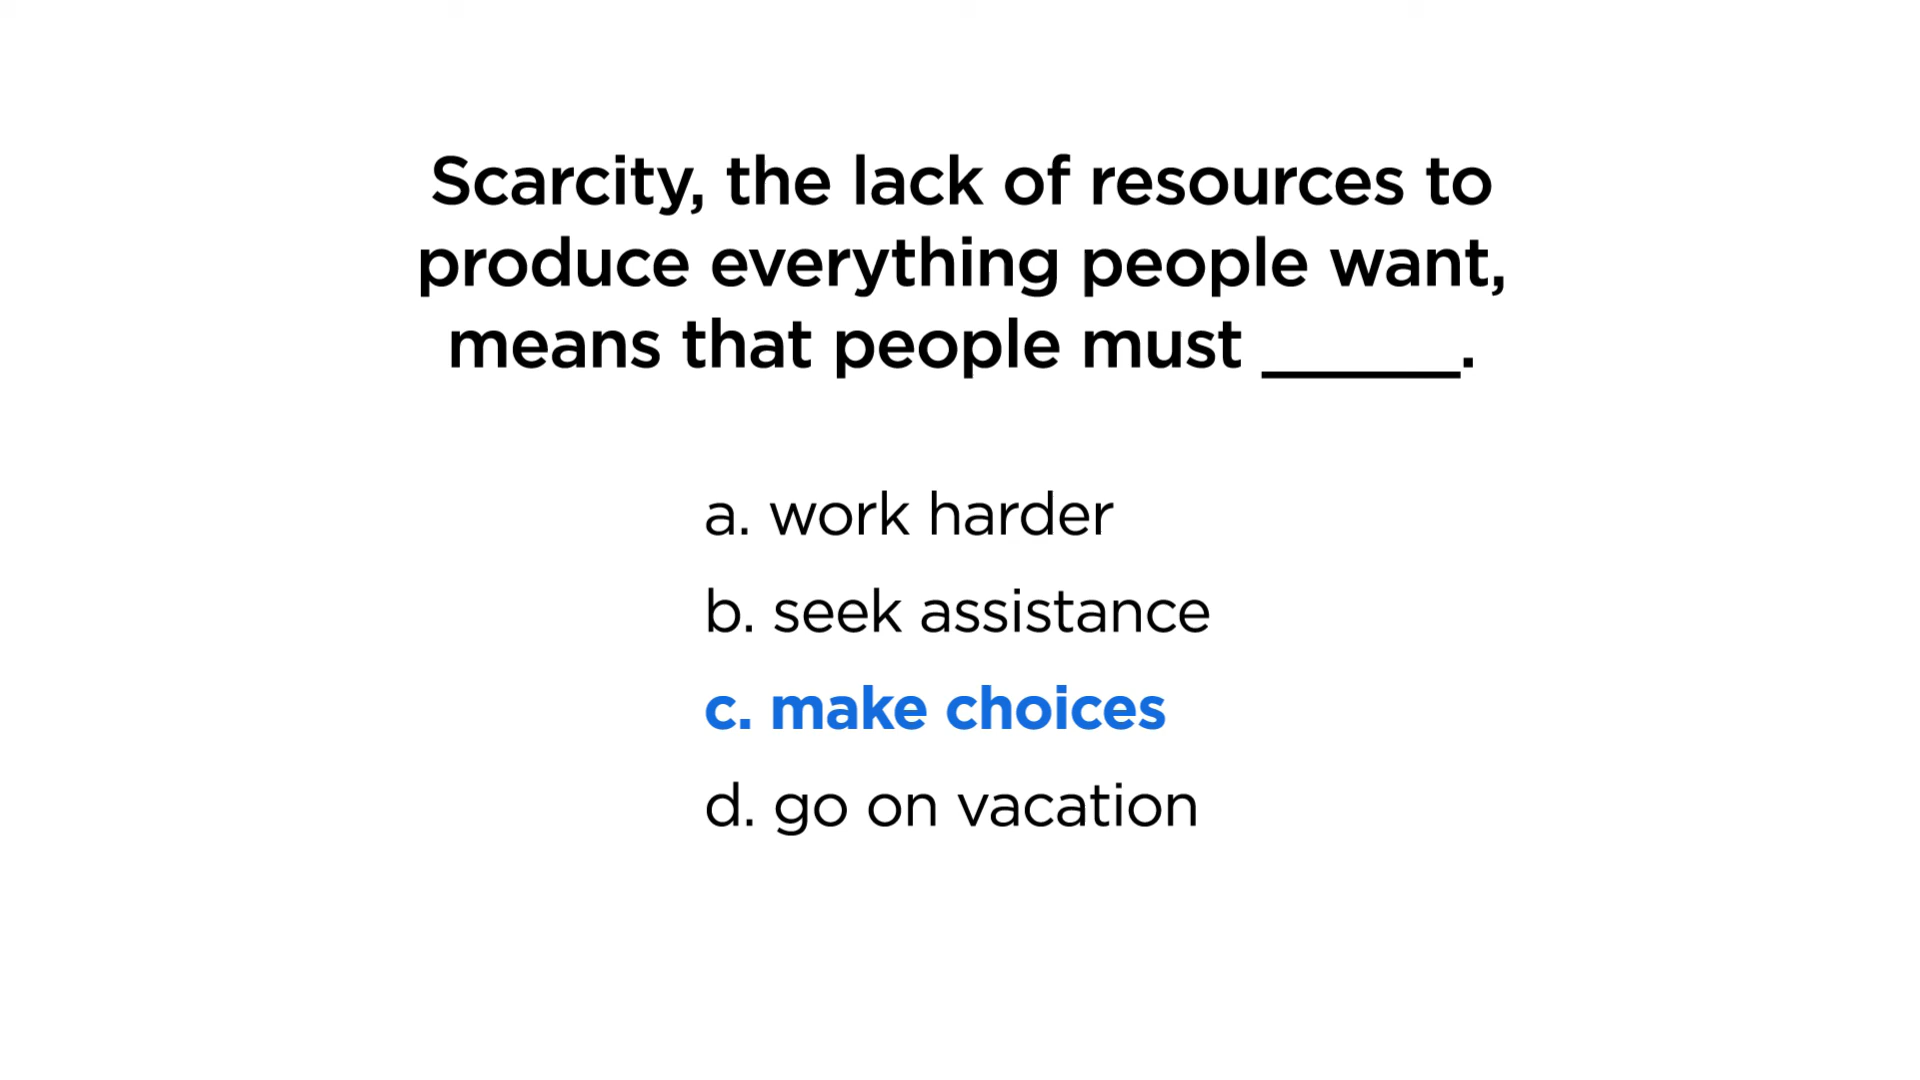 Scarcity, the lack of resources to
produce everything people want,
means that people must ______.
a. work harder
b. seek assistance
c. make choices
d. go on vacation